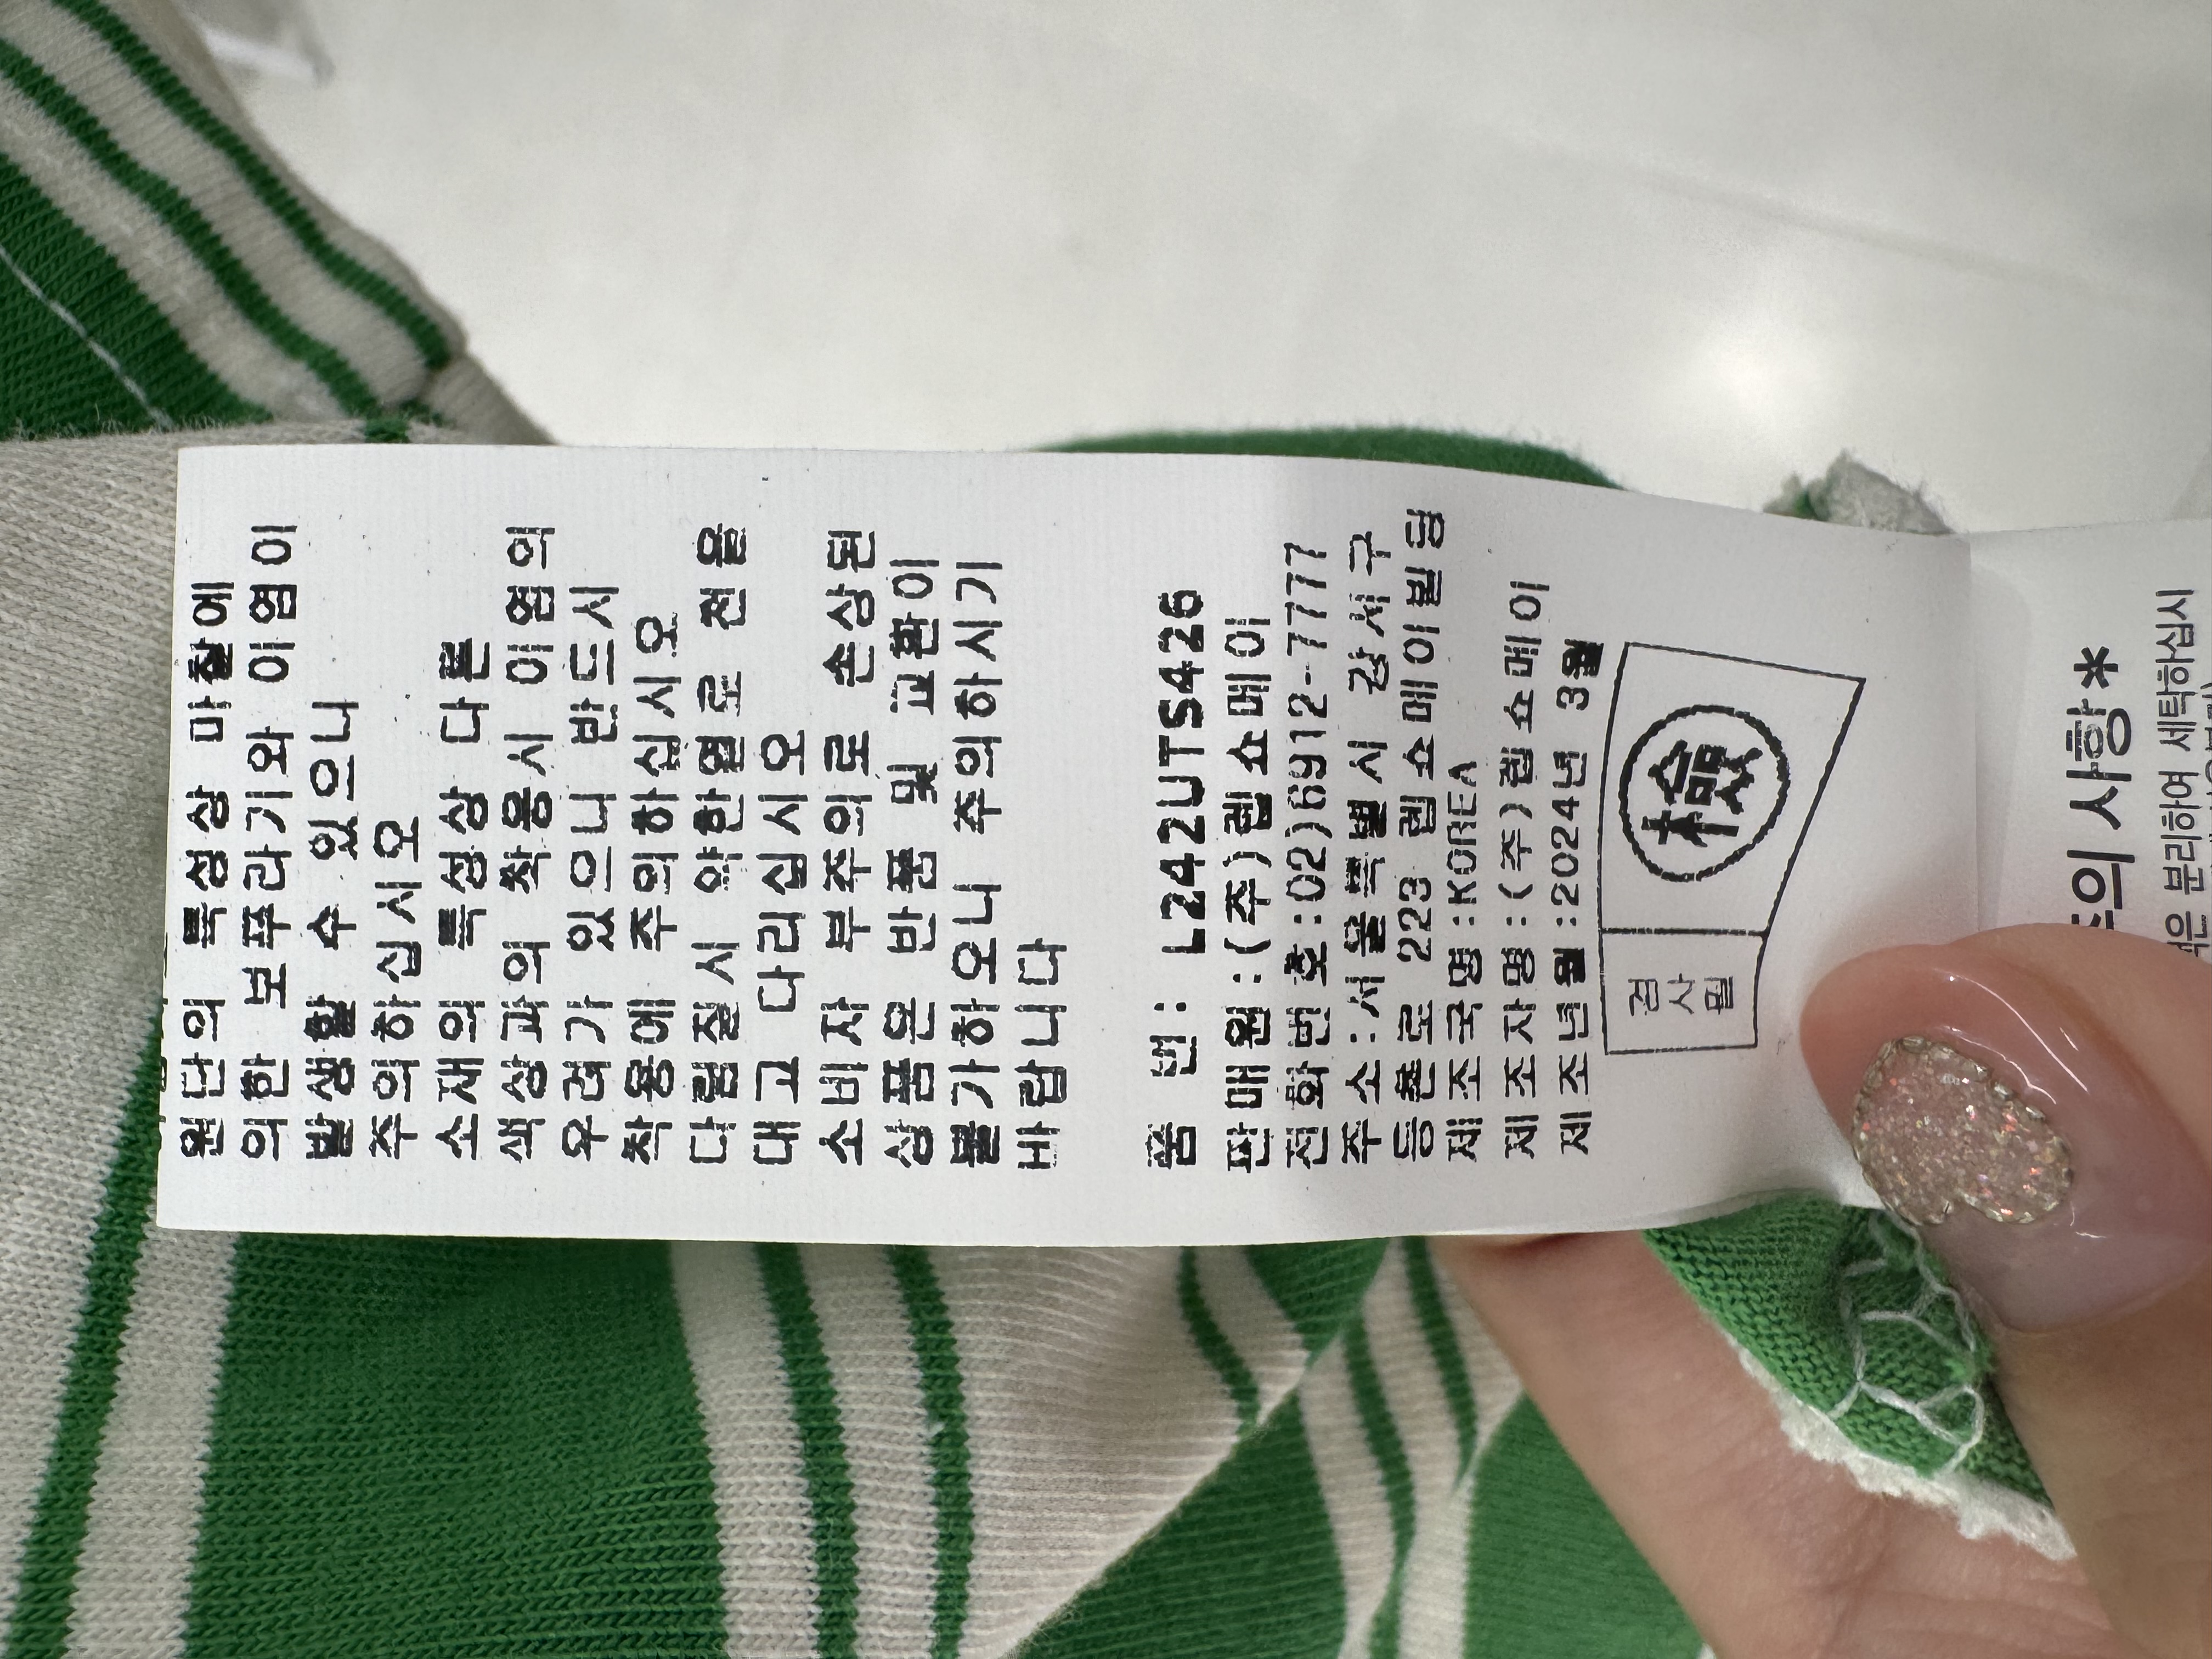 원단의 특성상 마찰에
의한 보푸라기와 이염이
발생할 수 있으니
주의하십시오
소재의 특성상 다른
색상과의 착용시 이염의
우려가 있으니 반드시
착용에 주의하십시오
다림질시 약한열로 천을
대고 다리십시오
소비자 부주의로 손상된
상품은 반품 및 교환이
불가하오니 주의하시기
바랍니다
품 번: L242UTS426
판매원:(주)랩쇼메이
전화번호:02)6912-7777
주소:서울특별시 강서구
등촌로 223 랩쇼메이빌딩
제조국명:KOREA
제조자명:(주)랩쇼메이
제조년월:2024년 3월
검사필
檢
의 사항*
분리하여 세탁하십시